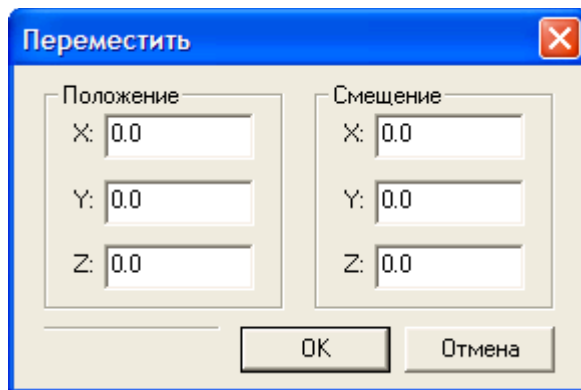 Переместить
Положение Смещение
X: 0.0 X: 0.0
Y: 0.0 Y: 0.0
Z: 0.0 Z: 0.0
OK Отмена